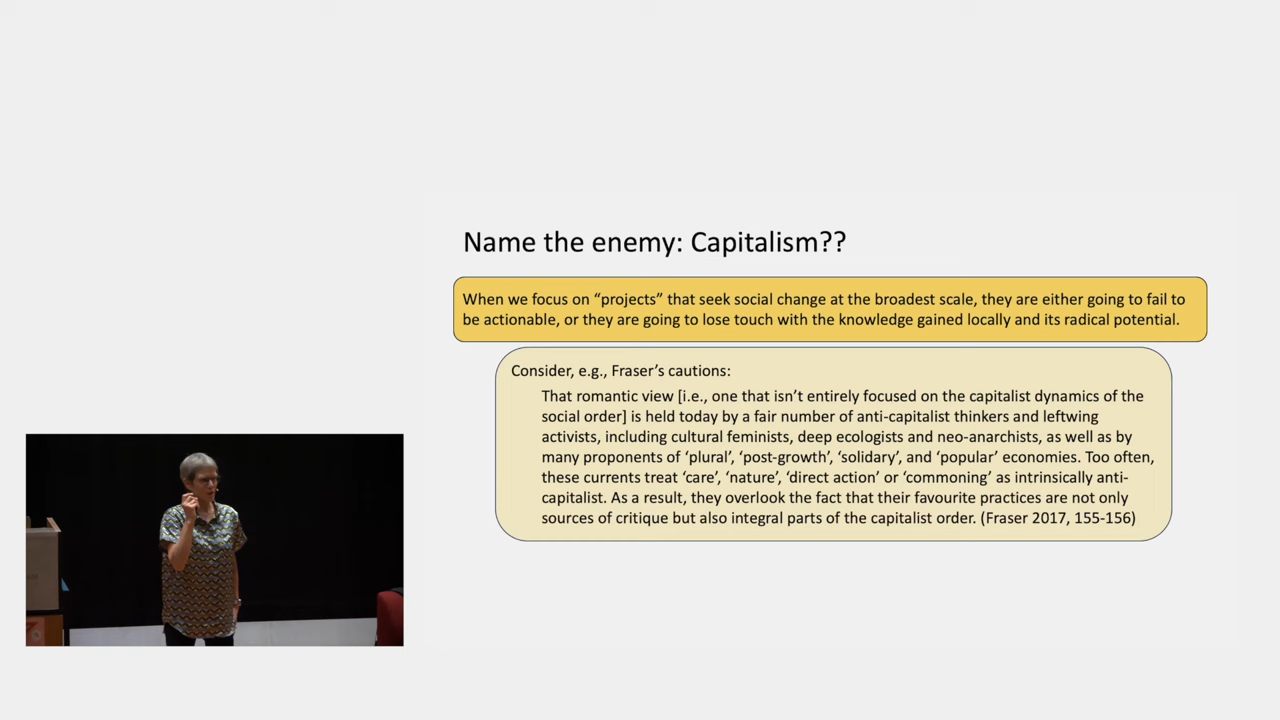 Name the enemy: Capitalism??
When we focus on “projects” that seek social change at the broadest scale, they are either going to fail to
be actionable, or they are going to lose touch with the knowledge gained locally and its radical potential.
Consider, e.g., Fraser’s cautions:
That romantic view [i.e., one that isn’t entirely focused on the capitalist dynamics of the
social order] is held today by a fair number of anti-capitalist thinkers and leftwing
activists, including cultural feminists, deep ecologists and neo-anarchists, as well as by
many proponents of ‘plural’, ‘post-growth’, ‘solidary’, and ‘popular’ economies. Too often,
these currents treat ‘care’, ‘nature’, ‘direct action’ or ‘commoning’ as intrinsically anti-
capitalist. As a result, they overlook the fact that their favourite practices are not only
sources of critique but also integral parts of the capitalist order. (Fraser 2017, 155-156)